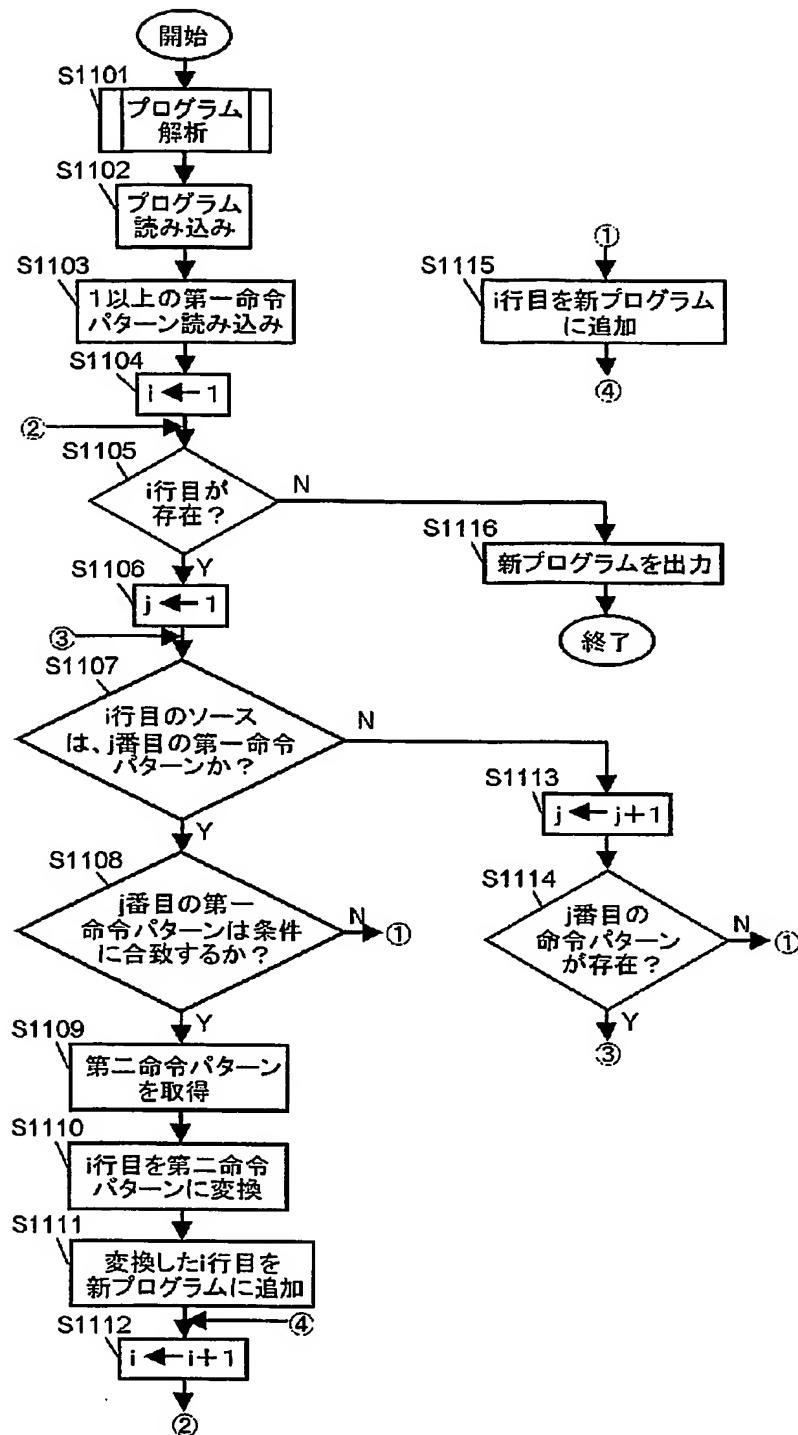 開始
S1101
プログラム
解析
S1102
プログラム
読み込み
S1103
1以上の第一命令
パターン読み込み
S1104
i ← 1
②
S1105
i行目が
存在？
N
Y
S1106
j ← 1
③
S1107
i行目のソース
は、j番目の第一命令
パターンか？
N
Y
S1108
j番目の第一
命令パターンは条件
に合致するか？
N
①
Y
S1109
第二命令パターン
を取得
S1110
i行目を第二命令
パターンに変換
S1111
変換したi行目を
新プログラムに追加
④
S1112
i ← i+1
②
①
S1115
i行目を新プログラム
に追加
④
S1116
新プログラムを出力
終了
S1113
j ← j+1
S1114
j番目の
命令パターン
が存在？
N
①
Y
③